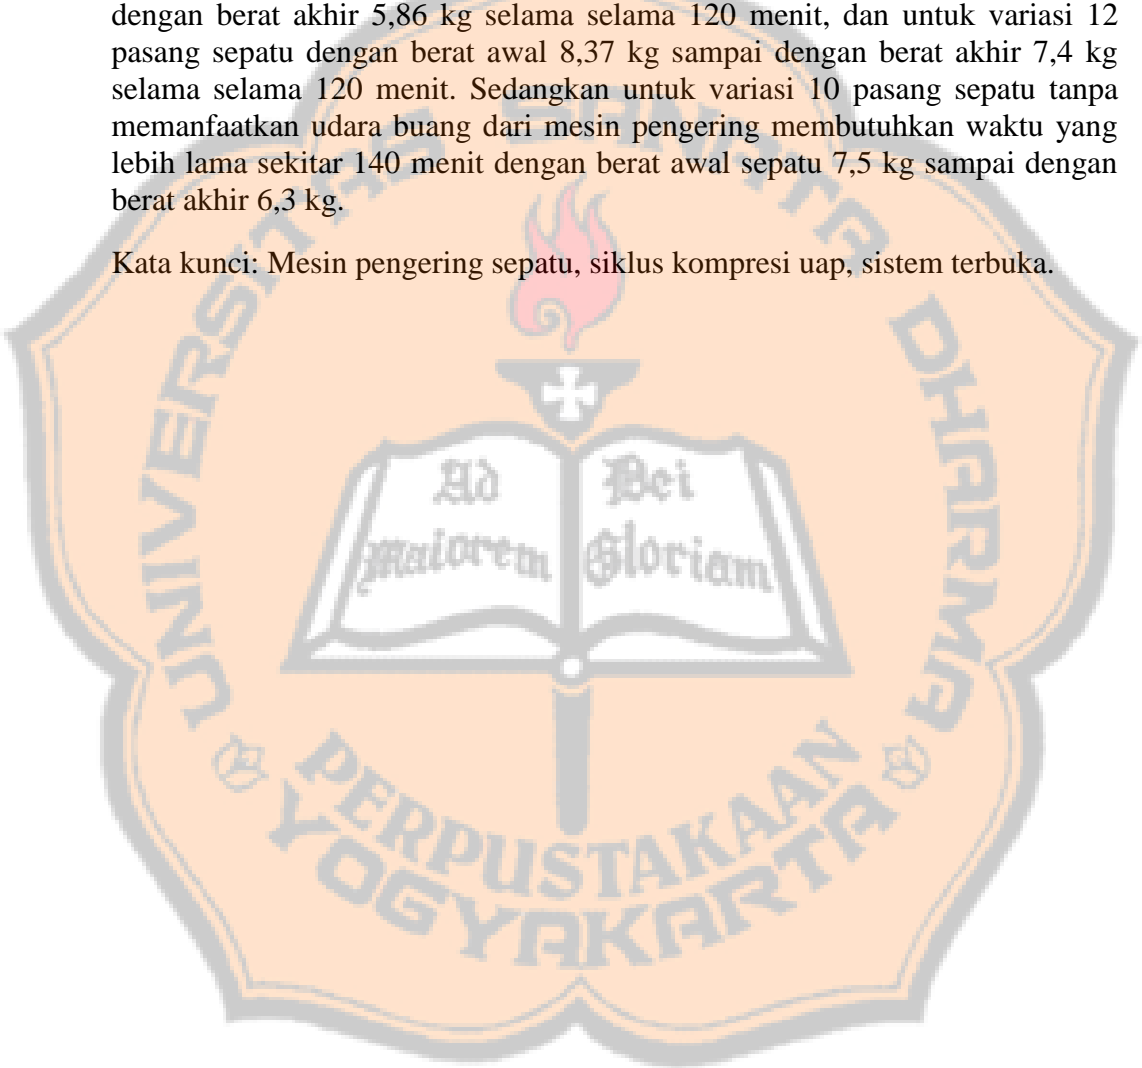 dengan berat akhir 5,86 kg selama selama 120 menit, dan untuk variasi 12
pasang sepatu dengan berat awal 8,37 kg sampai dengan berat akhir 7,4 kg
selama selama 120 menit. Sedangkan untuk variasi 10 pasang sepatu tanpa
memanfaatkan udara buang dari mesin pengering membutuhkan waktu yang
lebih lama sekitar 140 menit dengan berat awal sepatu 7,5 kg sampai dengan
berat akhir 6,3 kg.
Kata kunci: Mesin pengering sepatu, siklus kompresi uap, sistem terbuka.
UNIVERSITAS SANATA DHARMA
Ad Dei
maiorem Gloriam
PERPUSTAKAAN
YOGYAKARTA